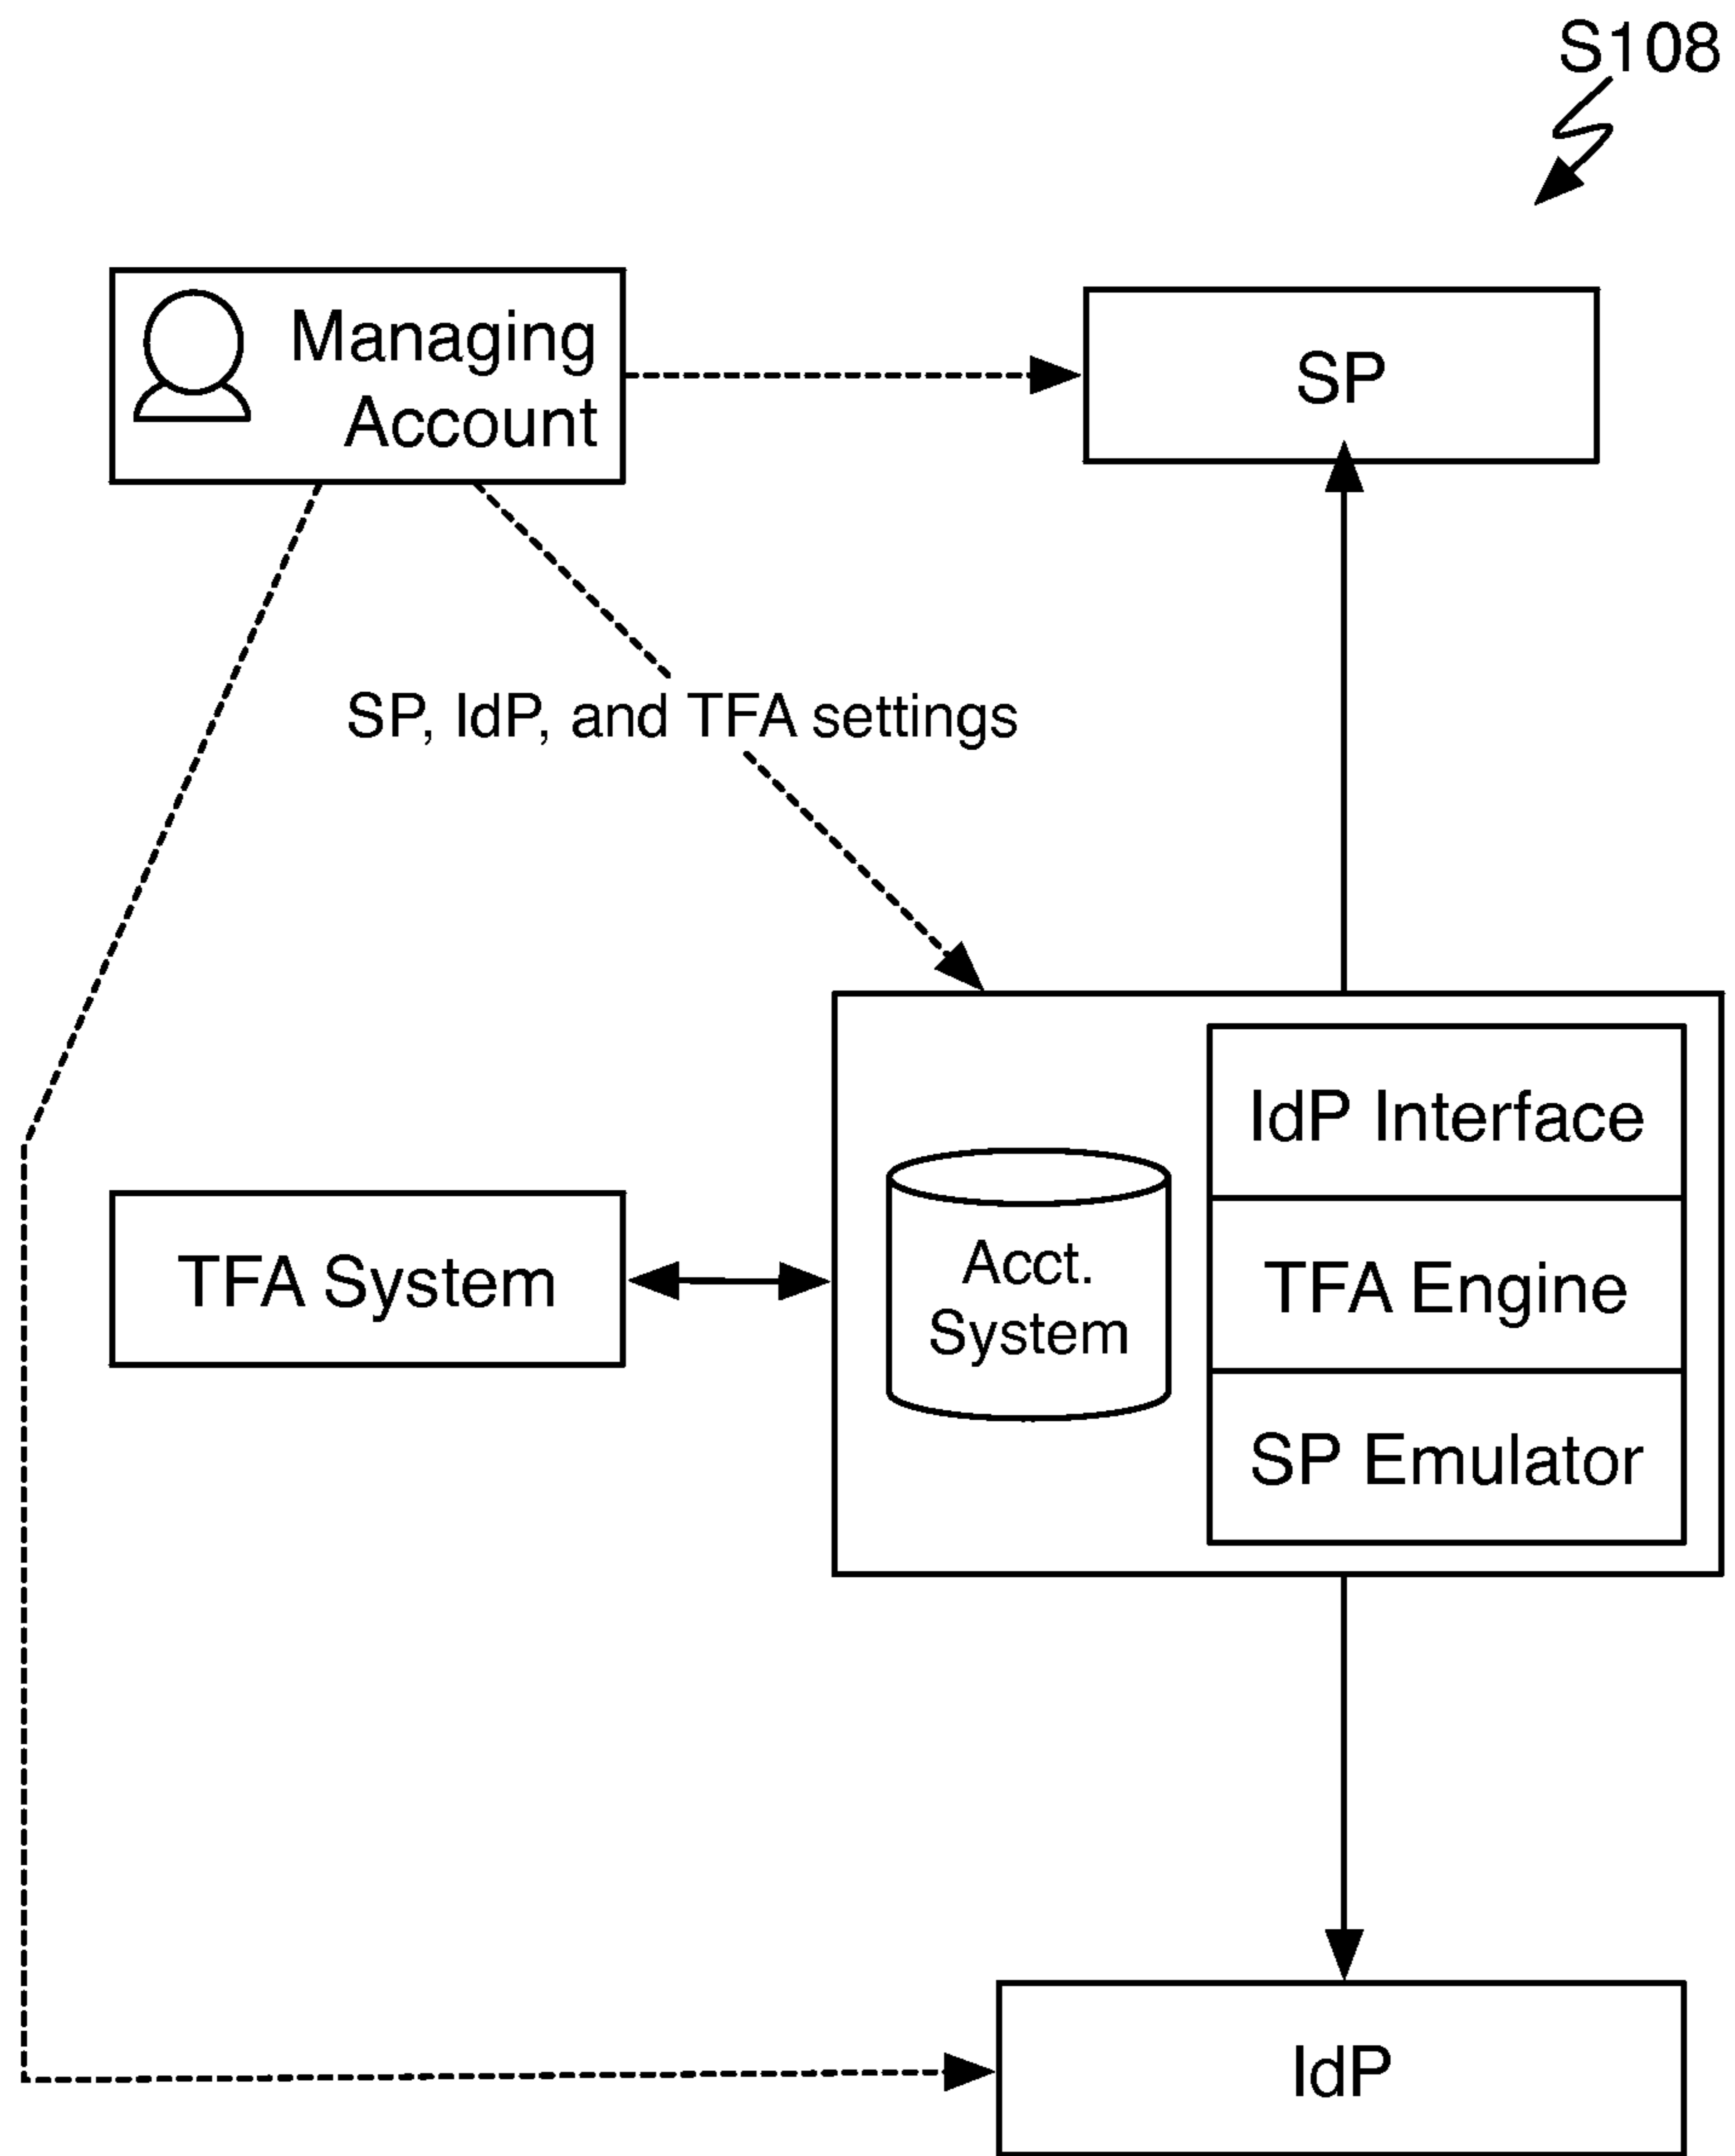 S108
Managing
Account
SP
SP, IdP, and TFA settings
IdP Interface
TFA System
Acct.
System
TFA Engine
SP Emulator
IdP